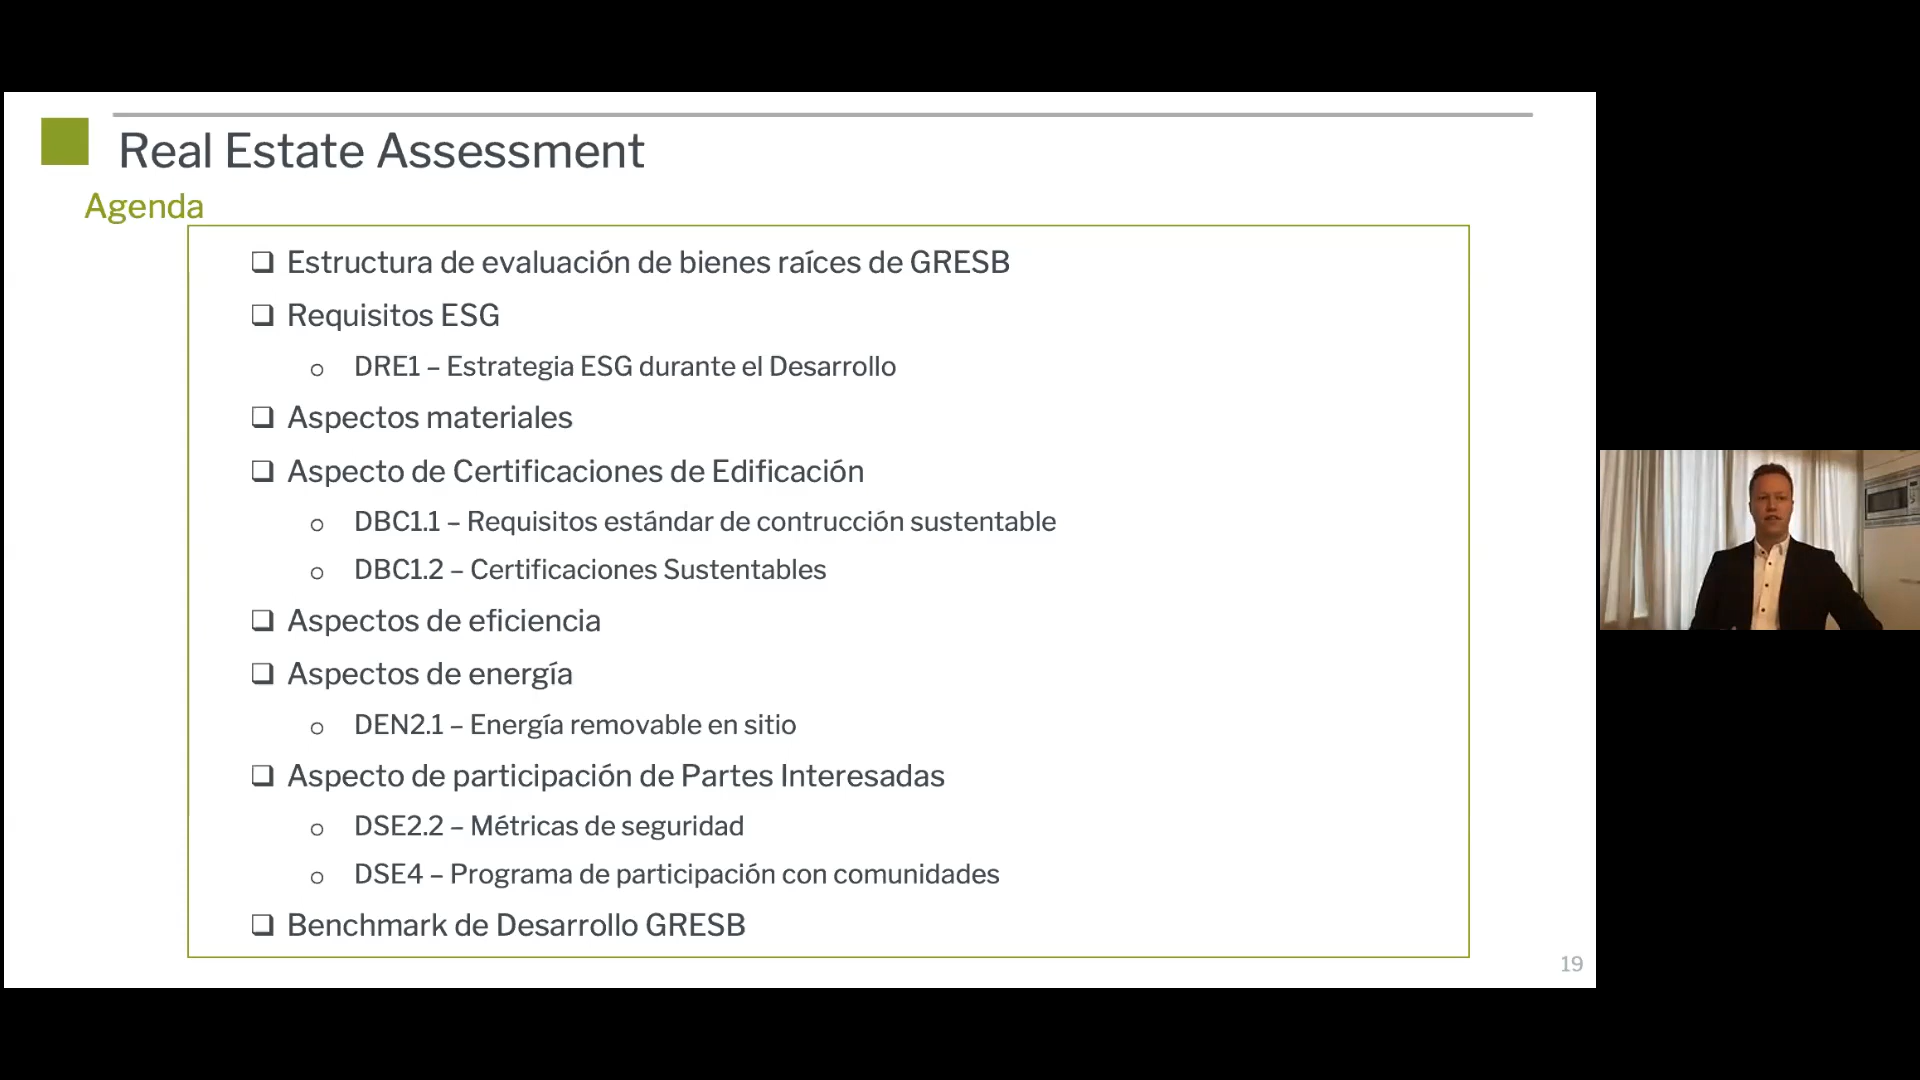 Real Estate Assessment
Agenda
❑ Estructura de evaluación de bienes raíces de GRESB
❑ Requisitos ESG
o DRE1 – Estrategia ESG durante el Desarrollo
❑ Aspectos materiales
❑ Aspecto de Certificaciones de Edificación
o DBC1.1 – Requisitos estándar de contrucción sustentable
o DBC1.2 – Certificaciones Sustentables
❑ Aspectos de eficiencia
❑ Aspectos de energía
o DEN2.1 – Energía removable en sitio
❑ Aspecto de participación de Partes Interesadas
o DSE2.2 – Métricas de seguridad
o DSE4 – Programa de participación con comunidades
❑ Benchmark de Desarrollo GRESB
19